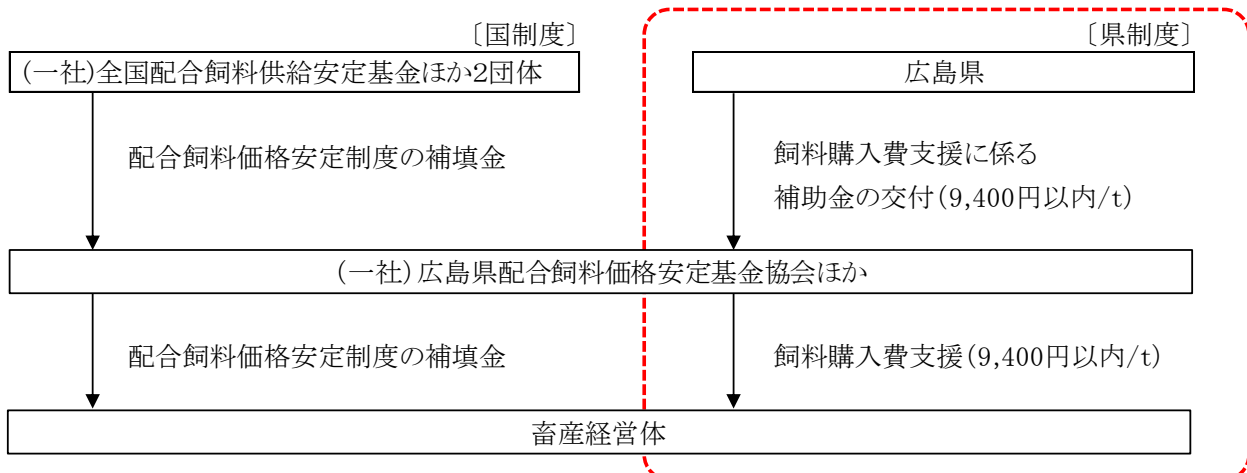 〔国制度〕
〔県制度〕
(一社)全国配合飼料供給安定基金ほか2団体
広島県
配合飼料価格安定制度の補填金
飼料購入費支援に係る
補助金の交付(9,400円以内/t)
(一社)広島県配合飼料価格安定基金協会ほか
配合飼料価格安定制度の補填金
飼料購入費支援(9,400円以内/t)
畜産経営体